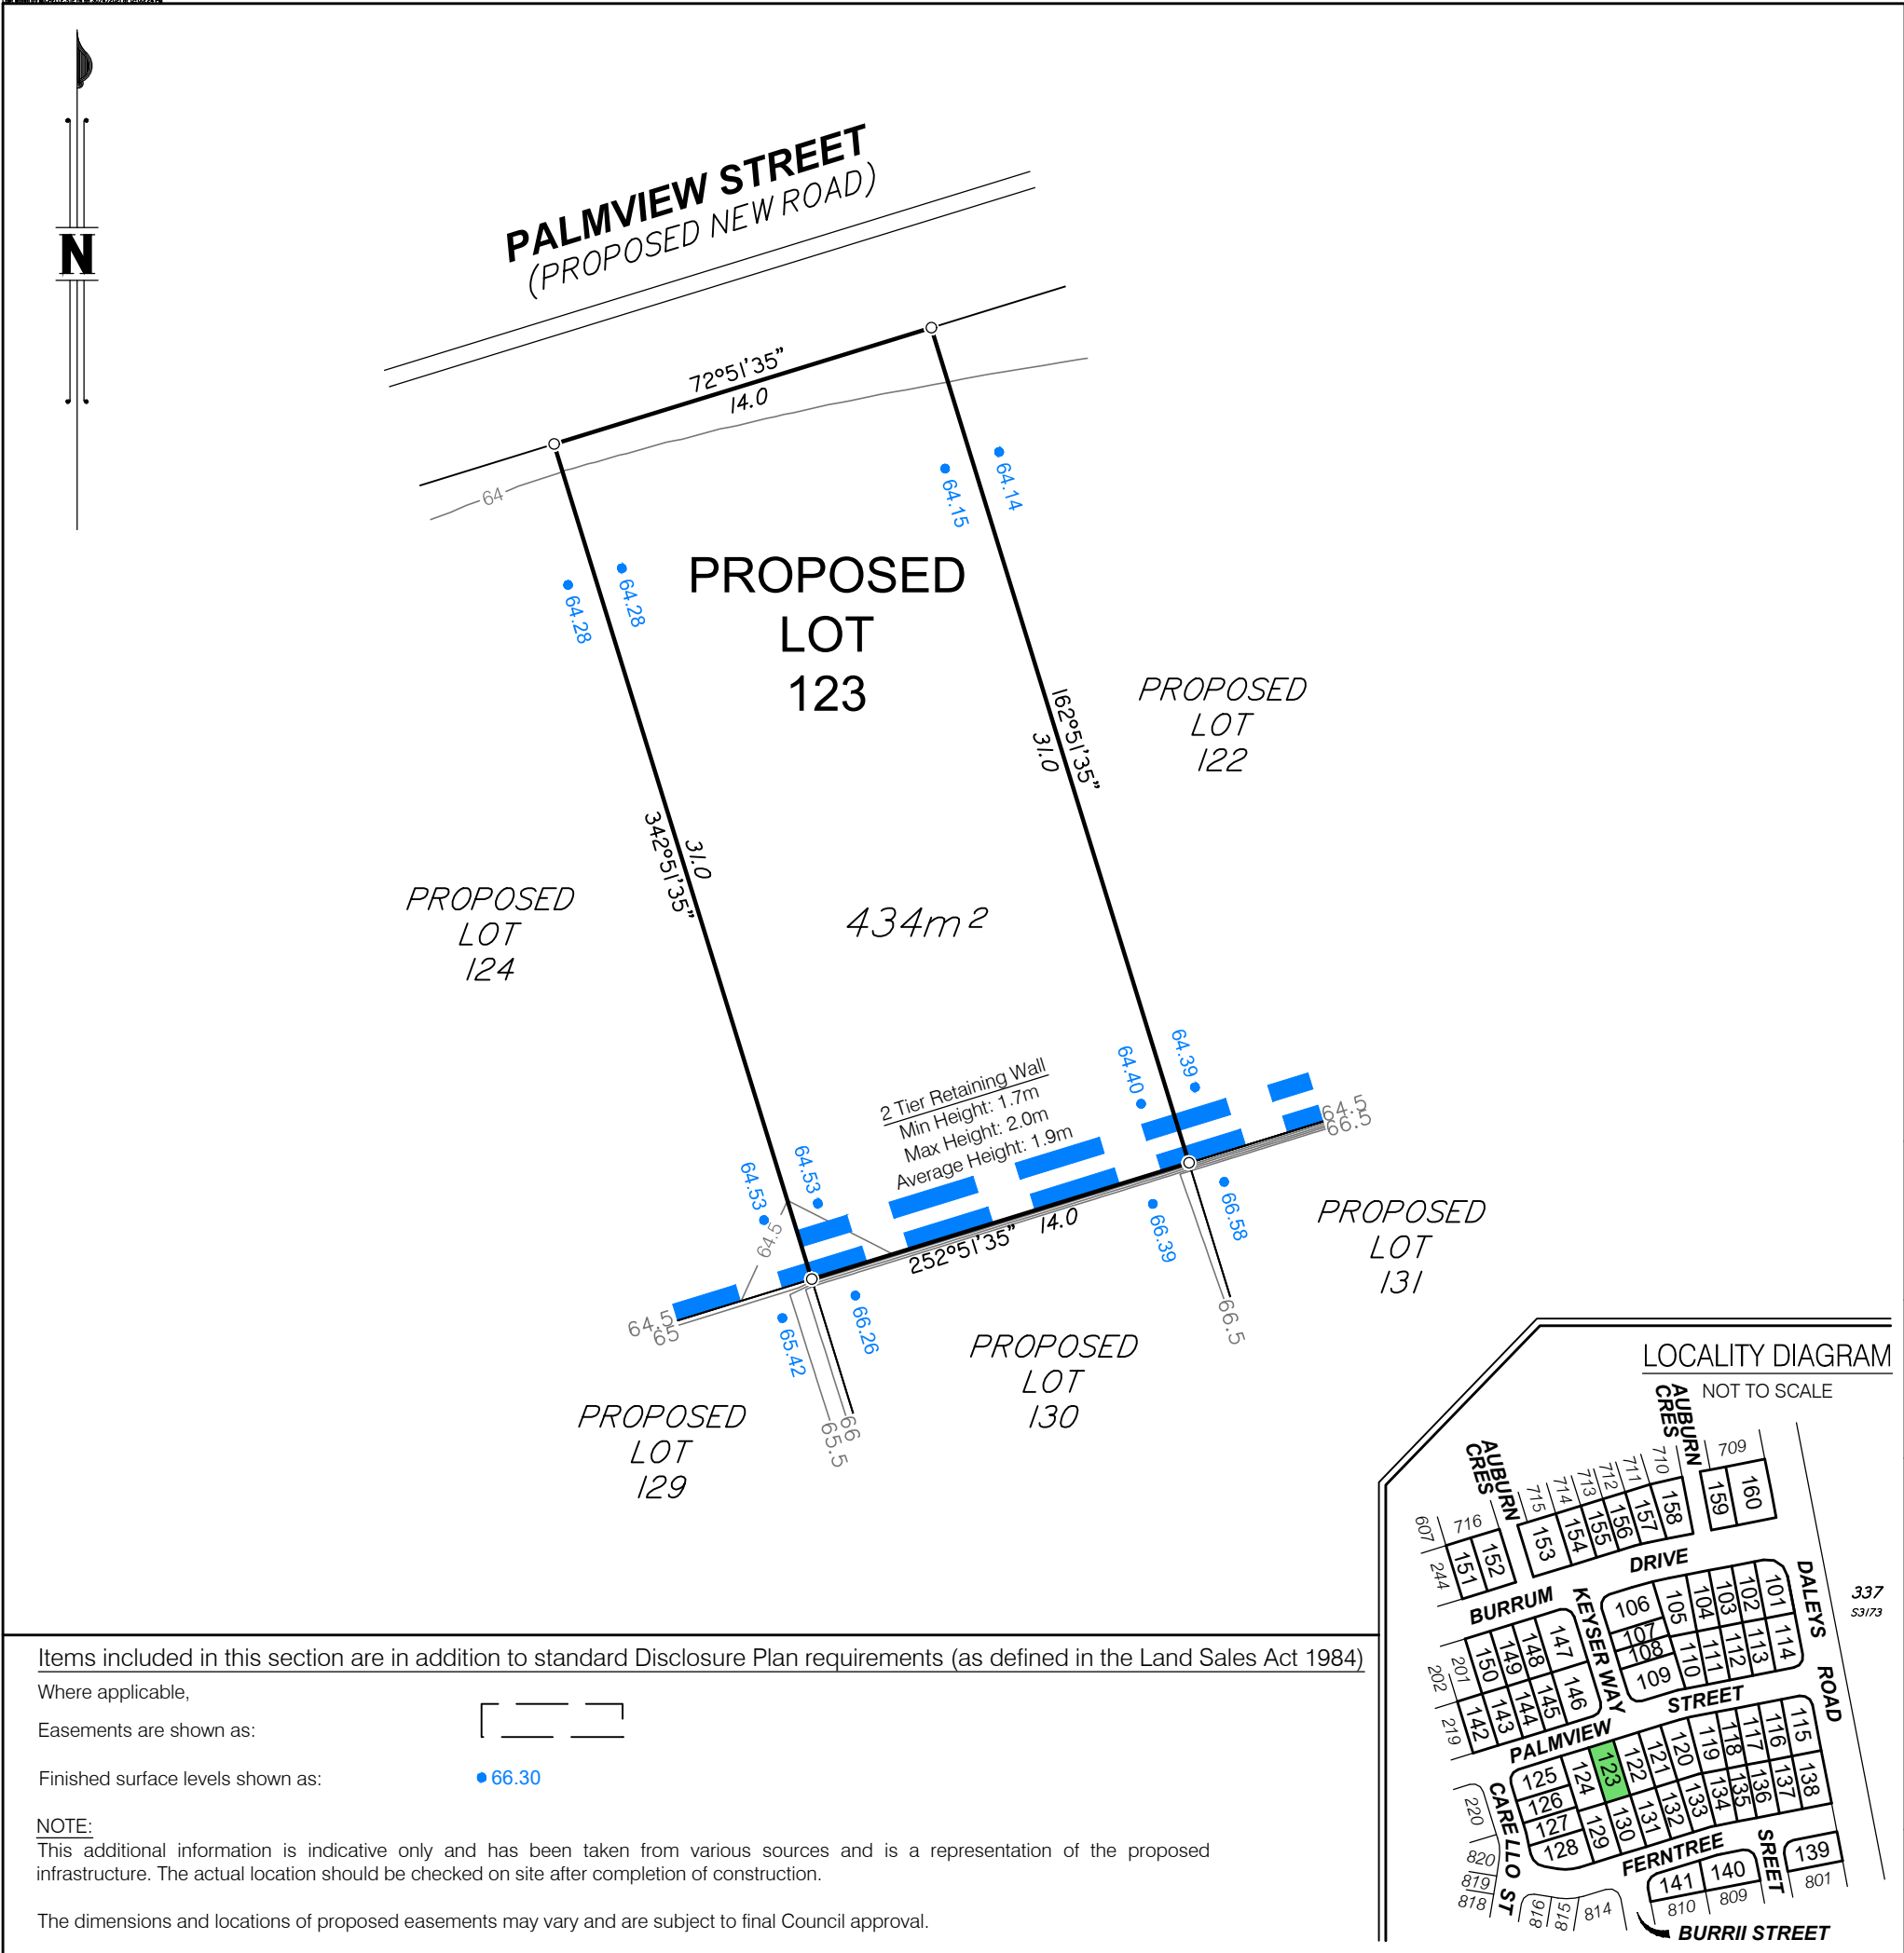 N
PALMVIEW STREET
(PROPOSED NEW ROAD)
72°51'35"
14.0
64
64.15
64.14
64.28
64.28
PROPOSED
LOT
123
162°51'35"
31.0
PROPOSED
LOT
122
342°51'35"
31.0
PROPOSED
LOT
124
434m²
2 Tier Retaining Wall
Min Height: 1.7m
Max Height: 2.0m
Average Height: 1.9m
64.40
64.39
64.5
66.5
64.53
64.53
64.5
252°51'35"
14.0
66.39
66.58
64.5
65
65.42
66.26
66.5
PROPOSED
LOT
131
PROPOSED
LOT
130
66
65.5
PROPOSED
LOT
129
LOCALITY DIAGRAM
NOT TO SCALE
AUBURN
CRES
AUBURN
CRES
709
710
711
712
713
714
715
716
607
244
159
160
158
157
156
155
154
153
152
151
DRIVE
BURRUM
KEYSER WAY
DALEYS
ROAD
337
S3173
106
105
104
103
102
101
107
108
109
110
111
112
113
114
147
148
149
150
146
145
144
143
142
201
202
219
STREET
PALMVIEW
115
116
117
118
119
120
121
122
123
124
125
126
127
128
129
130
131
132
133
134
135
136
137
138
CARELLO ST
220
820
819
818
816
815
814
FERNTREE
SREET
139
140
141
801
809
810
BURRII STREET
Items included in this section are in addition to standard Disclosure Plan requirements (as defined in the Land Sales Act 1984)
Where applicable,
Easements are shown as:
Finished surface levels shown as:
66.30
NOTE:
This additional information is indicative only and has been taken from various sources and is a representation of the proposed
infrastructure. The actual location should be checked on site after completion of construction.
The dimensions and locations of proposed easements may vary and are subject to final Council approval.